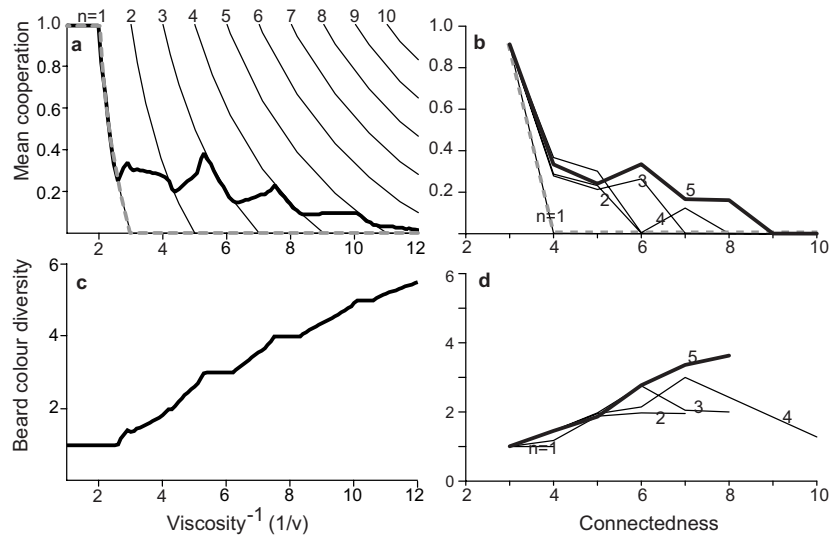 n=1 2 3 4 5 6 7 8 9 10
a
Mean cooperation
1.0
0.8
0.6
0.4
0.2
2 4 6 8 10 12
b
1.0
0.8
0.6
0.4
0.2
n=1
2
3
4
5
2 4 6 8 10
c
Beard colour diversity
6
4
2
2 4 6 8 10 12
Viscosity-1 (1/v)
d
6
4
2
1
0
n=1
2
3
4
5
2 4 6 8 10
Connectedness